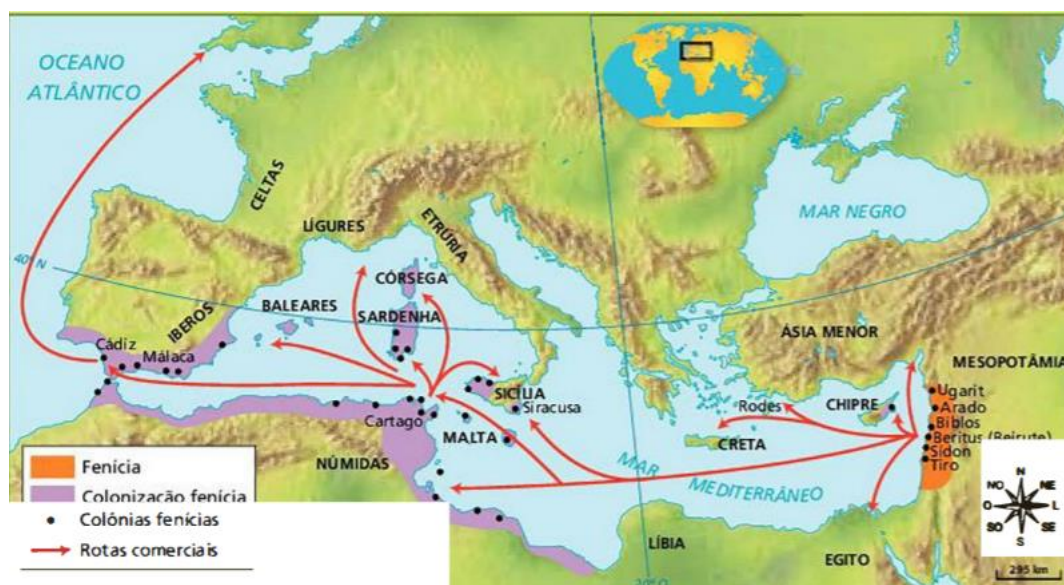 OCEANO
ATLÂNTICO
CELTAS
LÍGURES
ETRÚRIA
MAR NEGRO
40° N
CÓRSEGA
BALEARES
SARDENHA
IBEROS
ÁSIA MENOR
MESOPOTÂMIA
Cádiz
Málaca
SICÍLIA
Siracusa
Rodes
CHIPRE
Ugarit
Arado
Biblos
Beritus (Beirute)
Sídon
Tiro
Cartago
MALTA
CRETA
NÚMIDAS
MAR
MEDITERRÂNEO
LÍBIA
EGITO
Fenícia
Colonização fenícia
Colônias fenícias
Rotas comerciais
N
NO
NE
O
L
SO
SE
S
295 km